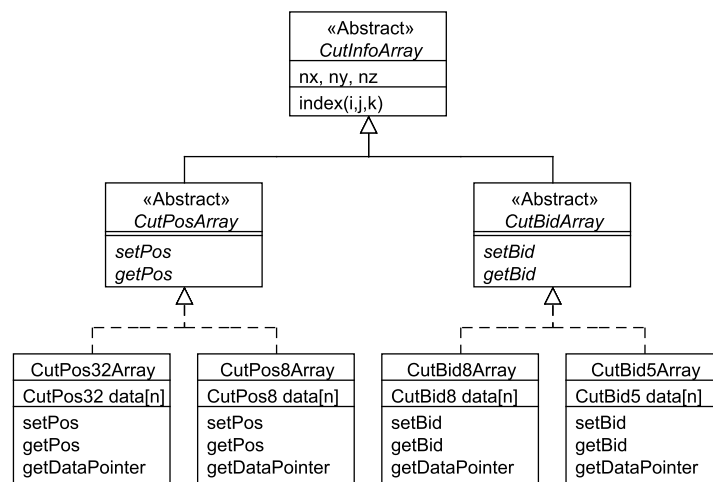 «Abstract»
CutInfoArray
nx, ny, nz
index(i,j,k)
«Abstract»
CutPosArray
setPos
getPos
«Abstract»
CutBidArray
setBid
getBid
CutPos32Array
CutPos32 data[n]
setPos
getPos
getDataPointer
CutPos8Array
CutPos8 data[n]
setPos
getPos
getDataPointer
CutBid8Array
CutBid8 data[n]
setBid
getBid
getDataPointer
CutBid5Array
CutBid5 data[n]
setBid
getBid
getDataPointer